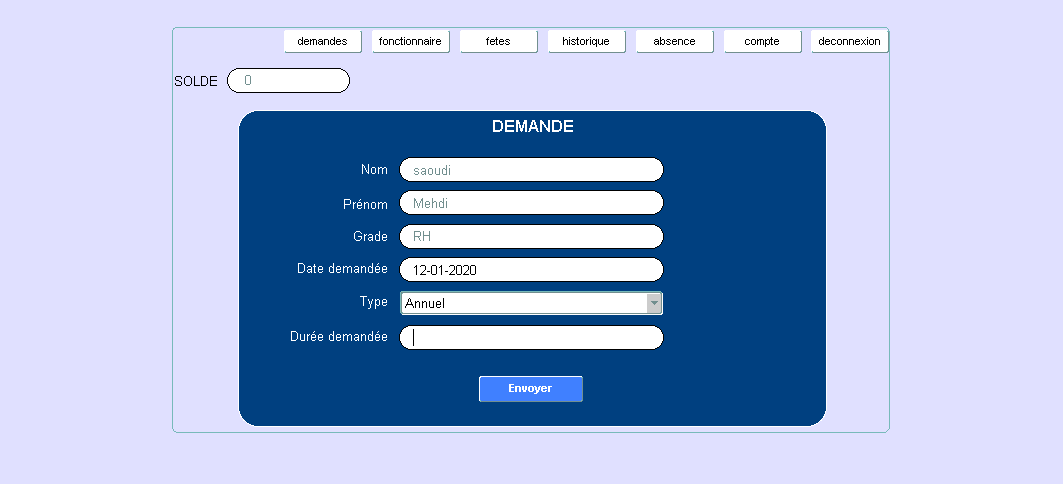 demandes fonctionnaire fetes historique absence compte deconnexion
SOLDE 0
DEMANDE
Nom saoudi
Prénom Mehdi
Grade RH
Date demandée 12-01-2020
Type Annuel
Durée demandée
Envoyer